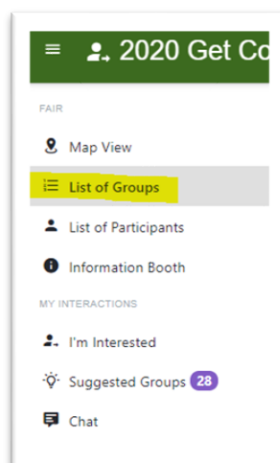 2020 Get Co
FAIR
Map View
List of Groups
List of Participants
Information Booth
MY INTERACTIONS
I'm Interested
Suggested Groups 28
Chat